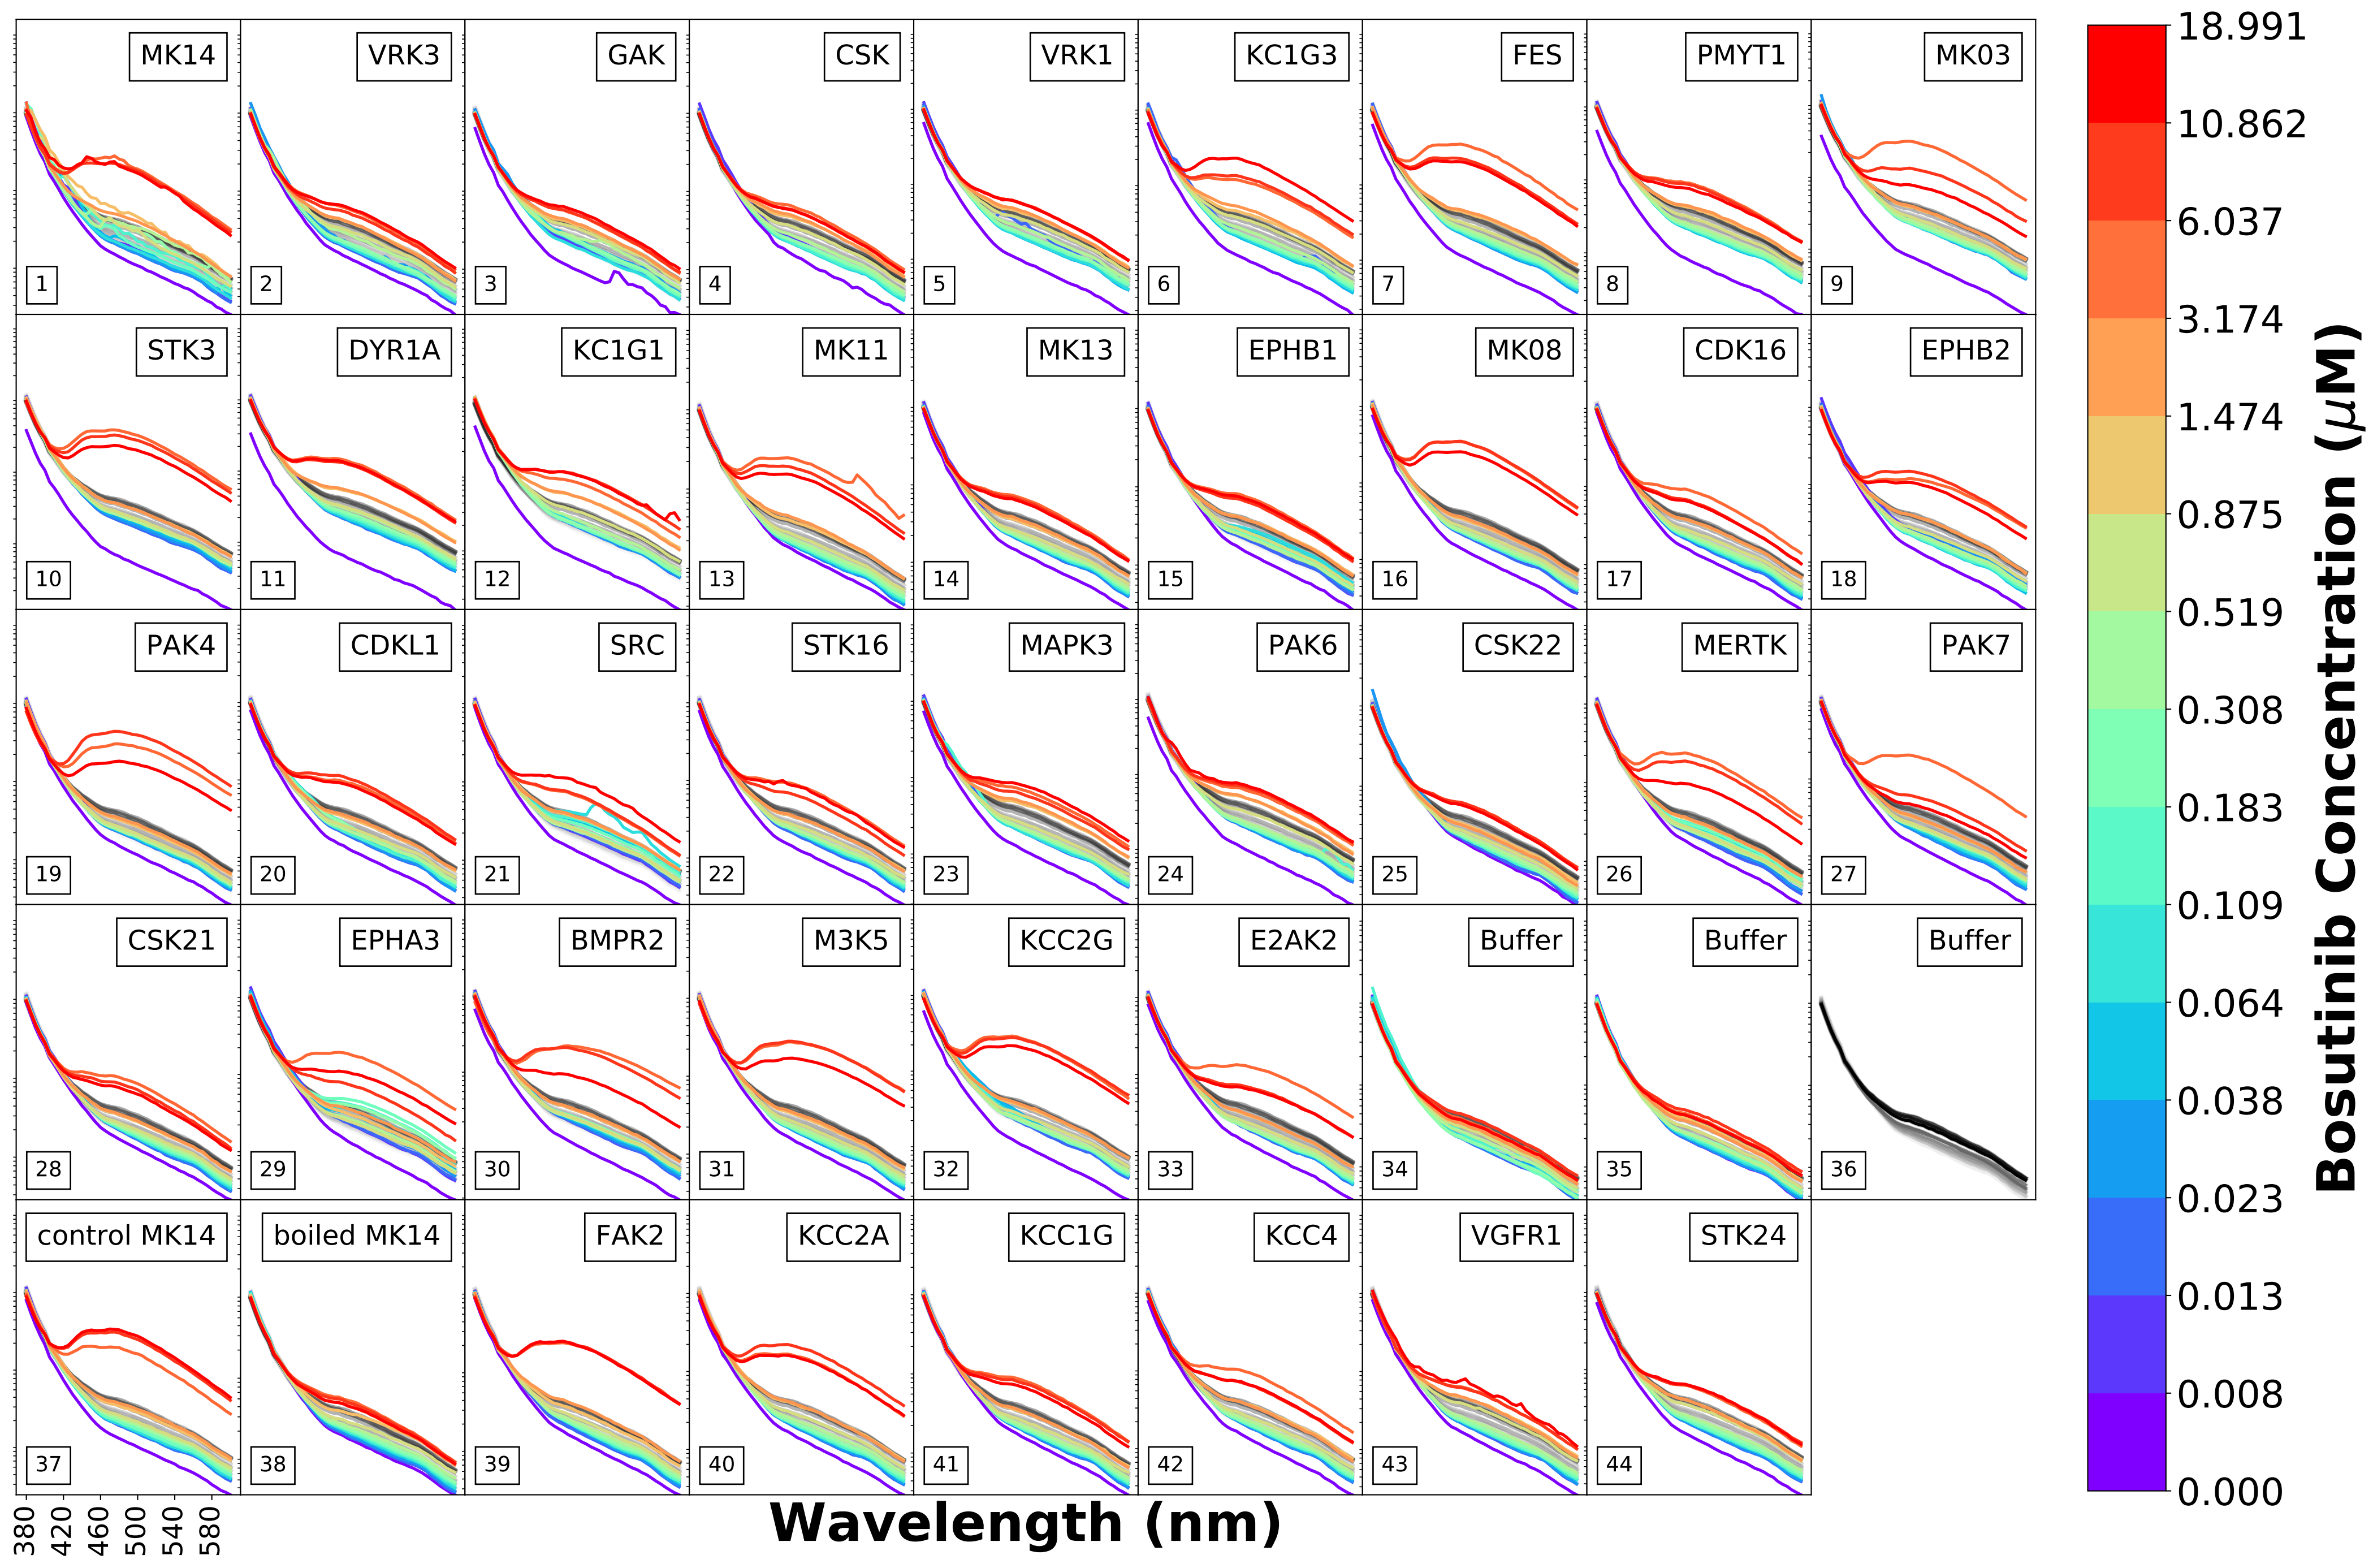 MK14 VRK3 GAK CSK VRK1 KC1G3 FES PMYT1 MK03
1 2 3 4 5 6 7 8 9
STK3 DYR1A KC1G1 MK11 MK13 EPHB1 MK08 CDK16 EPHB2
10 11 12 13 14 15 16 17 18
PAK4 CDKL1 SRC STK16 MAPK3 PAK6 CSK22 MERTK PAK7
19 20 21 22 23 24 25 26 27
CSK21 EPHA3 BMPR2 M3K5 KCC2G E2AK2 Buffer Buffer Buffer
28 29 30 31 32 33 34 35 36
control MK14 boiled MK14 FAK2 KCC2A KCC1G KCC4 VGFR1 STK24
37 38 39 40 41 42 43 44
380 420 460 500 540 580
Wavelength (nm)
18.991
10.862
6.037
3.174
1.474
0.875
0.519
0.308
0.183
0.109
0.064
0.038
0.023
0.013
0.008
0.000
Bosutinib Concentration (μM)